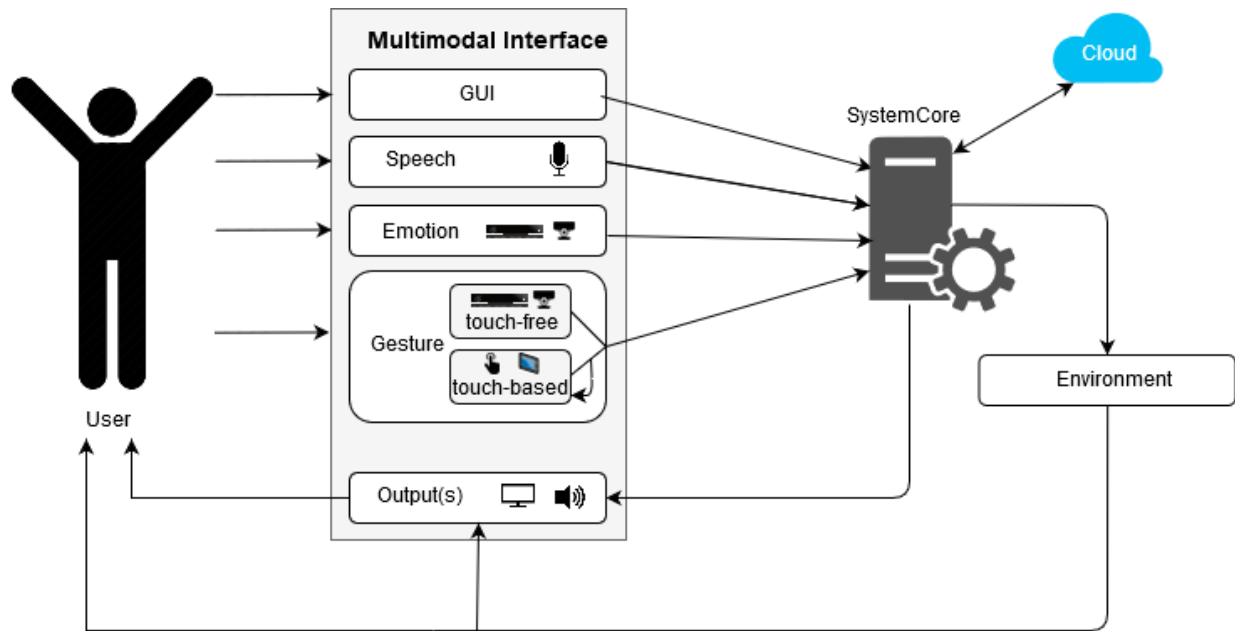 Multimodal Interface
GUI
Speech
Emotion
Gesture
touch-free
touch-based
Output(s)
User
SystemCore
Cloud
Environment